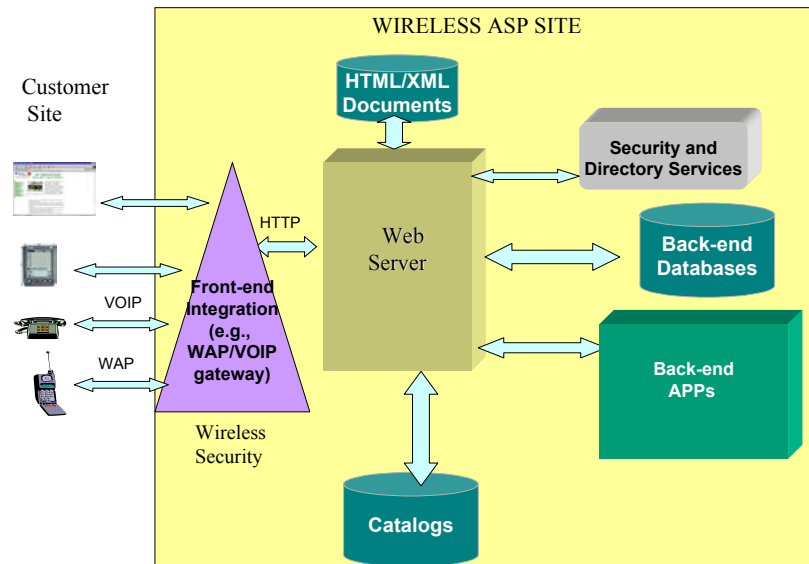 WIRELESS ASP SITE
Customer
Site
HTML/XML
Documents
Security and
Directory Services
HTTP
Web
Server
Back-end
Databases
VOIP
WAP
Front-end
Integration
(e.g.,
WAP/VOIP
gateway)
Back-end
APPs
Wireless
Security
Catalogs